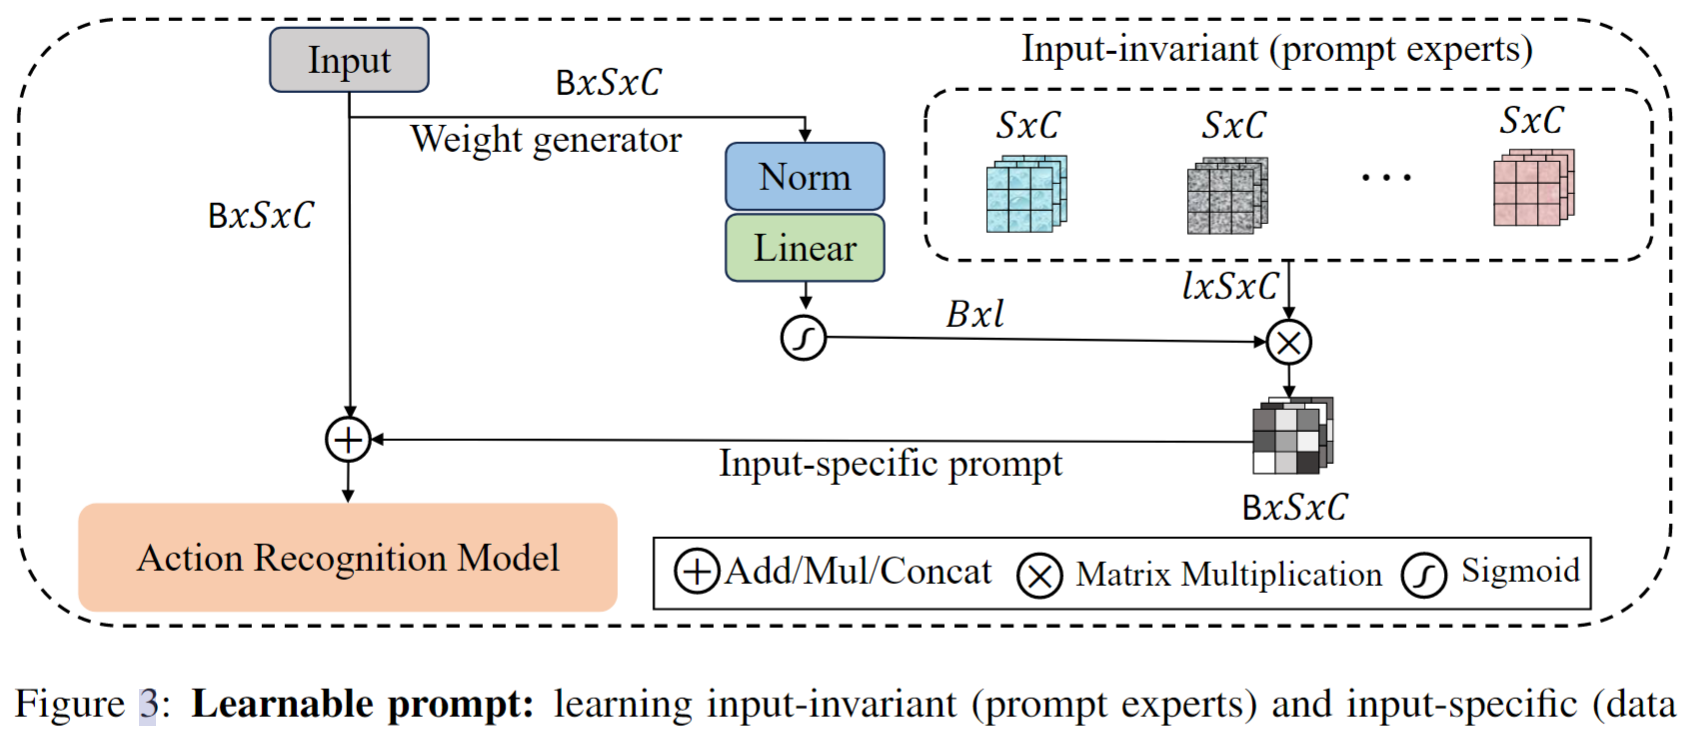 Input
BxSxC
Weight generator
BxSxC
Norm
Linear
Input-invariant (prompt experts)
SxC
SxC
...
SxC
lxSxC
Bxl
Input-specific prompt
BxSxC
Action Recognition Model
Add/Mul/Concat
Matrix Multiplication
Sigmoid
Figure 3: Learnable prompt: learning input-invariant (prompt experts) and input-specific (data